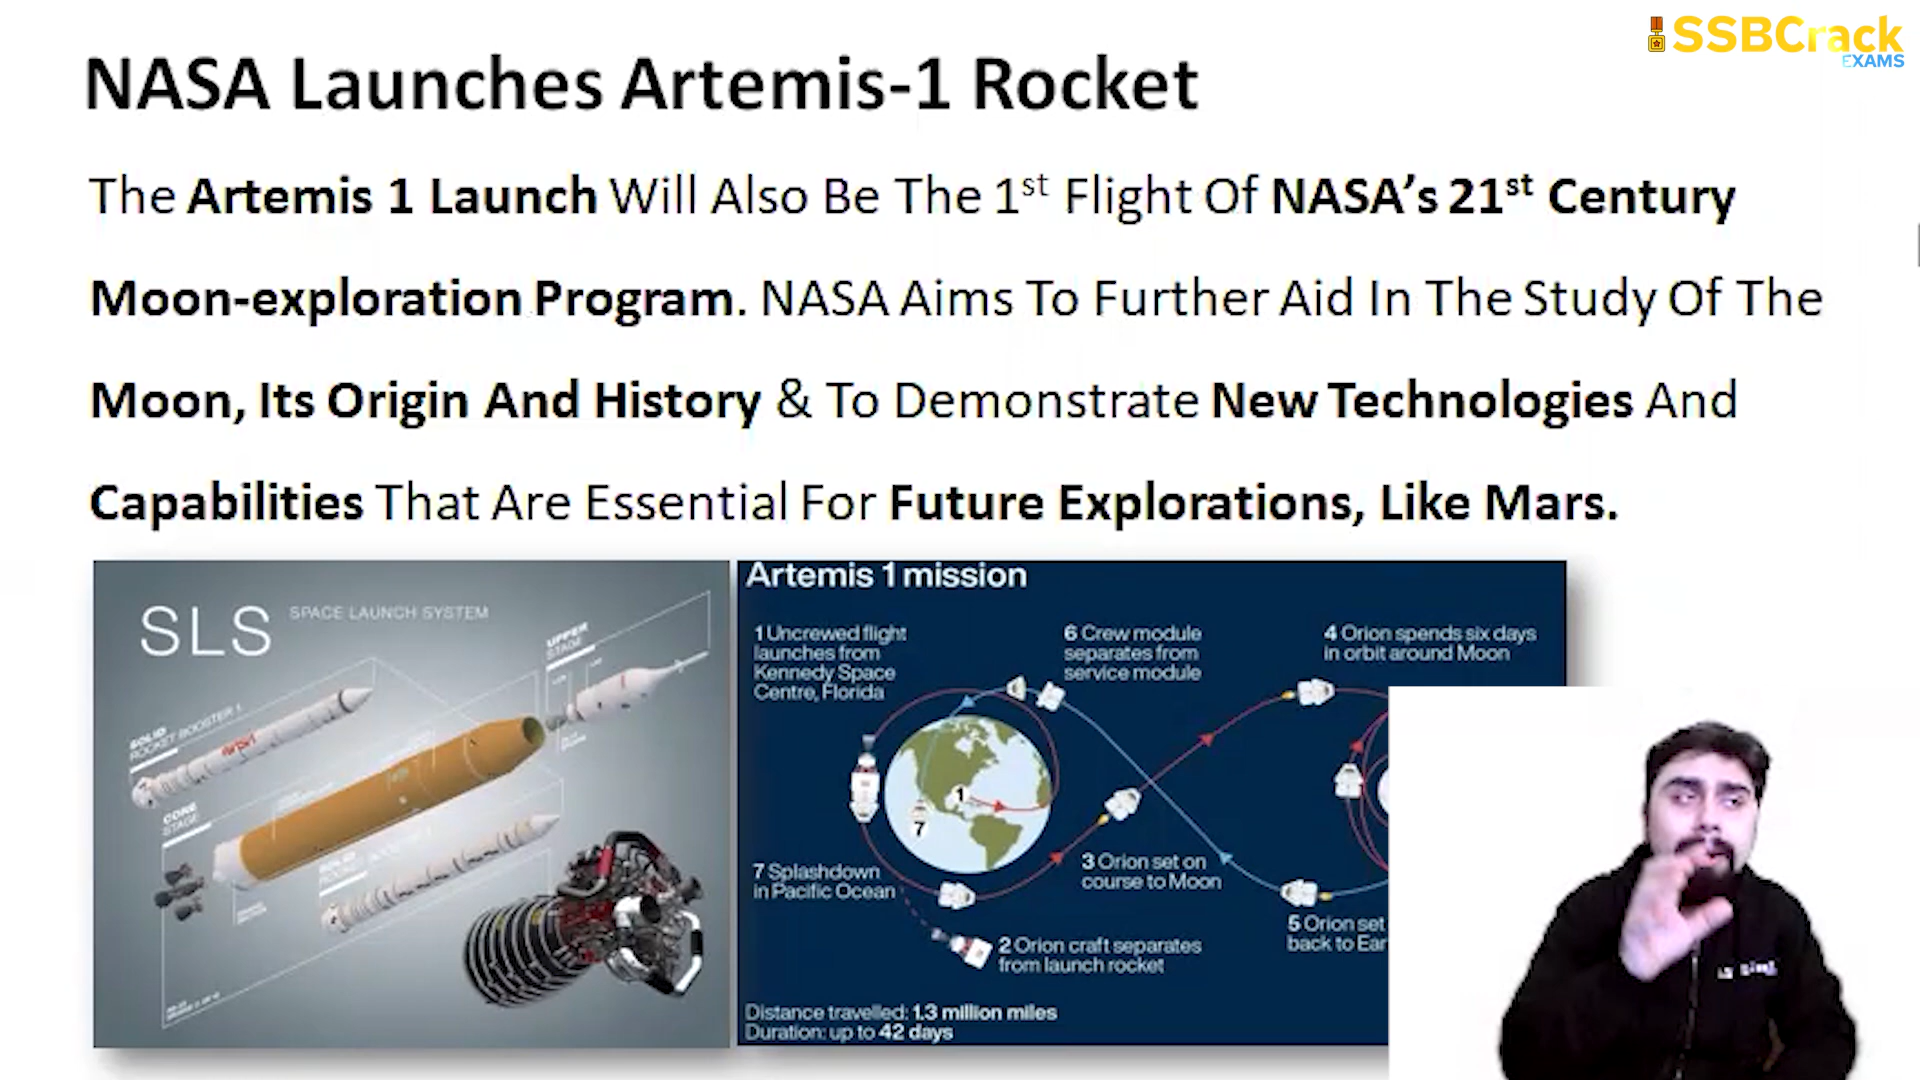 SSBCrack
EXAMS
NASA Launches Artemis-1 Rocket
The Artemis 1 Launch Will Also Be The 1st Flight Of NASA's 21st Century
Moon-exploration Program. NASA Aims To Further Aid In The Study Of The
Moon, Its Origin And History & To Demonstrate New Technologies And
Capabilities That Are Essential For Future Explorations, Like Mars.
SLS
SPACE LAUNCH SYSTEM
UPPER
STAGE
SOLID
ROCKET BOOSTER 1
CORE
STAGE
SOLID
Artemis 1 mission
1 Uncrewed flight
launches from
Kennedy Space
Centre, Florida
6 Crew module
separates from
service module
4 Orion spends six days
in orbit around Moon
1
7
7 Splashdown
in Pacific Ocean
3 Orion set on
course to Moon
2 Orion craft separates
from launch rocket
5 Orion set
back to Ear
Distance travelled: 1.3 million miles
Duration: up to 42 days